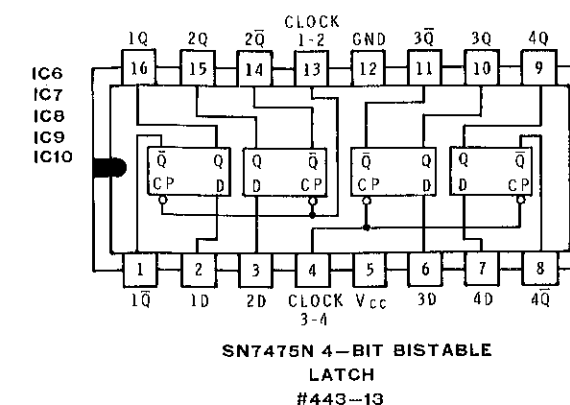 CLOCK
1Q 2Q 2Q̅ 1-2 GND 3Q̅ 3Q 4Q
16 15 14 13 12 11 10 9
IC6
IC7
IC8
IC9
IC10
Q̅ Q Q Q̅ Q̅ Q Q Q̅
CP D D CP CP D D CP
1 2 3 4 5 6 7 8
1Q̅ 1D 2D CLOCK VCC 3D 4D 4Q̅
3-4
SN7475N 4-BIT BISTABLE
LATCH
#443-13